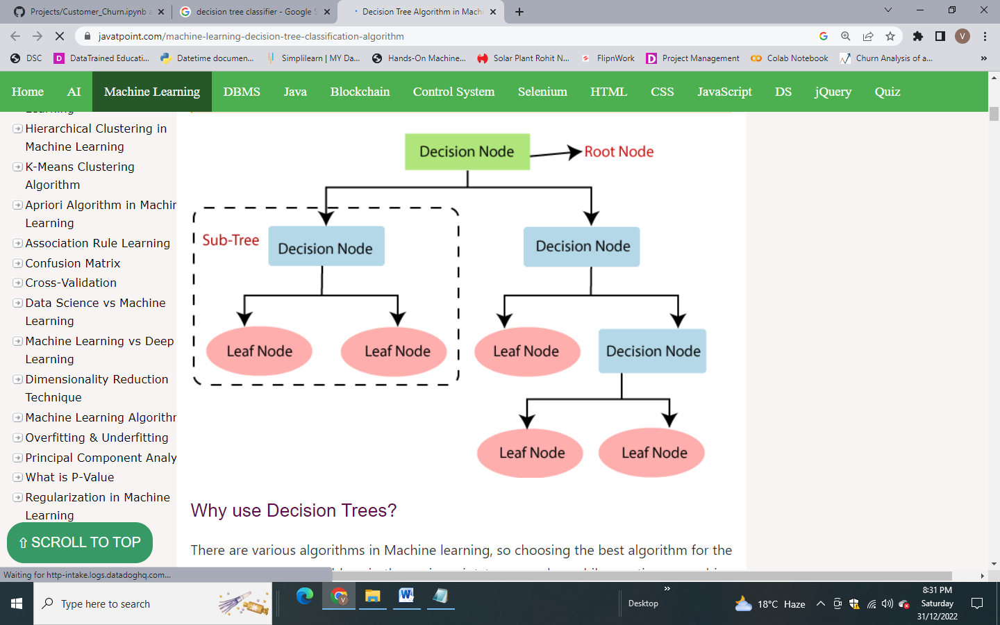 Projects/Customer_Churn.ipynb a
decision tree classifier - Google S
Decision Tree Algorithm in Machi
javatpoint.com/machine-learning-decision-tree-classification-algorithm
V
DSC
DataTrained Educati...
Datetime documen...
Simplilearn | MY Da...
Hands-On Machine...
Solar Plant Rohit N...
FlipnWork
Project Management
Colab Notebook
Churn Analysis of a...
»
Home
AI
Machine Learning
DBMS
Java
Blockchain
Control System
Selenium
HTML
CSS
JavaScript
DS
jQuery
Quiz
Learning
Hierarchical Clustering in
Machine Learning
K-Means Clustering
Algorithm
Apriori Algorithm in Machin
Learning
Association Rule Learning
Confusion Matrix
Cross-Validation
Data Science vs Machine
Learning
Machine Learning vs Deep
Learning
Dimensionality Reduction
Technique
Machine Learning Algorithm
Overfitting & Underfitting
Principal Component Analy
What is P-Value
Regularization in Machine
Learning
⇧ SCROLL TO TOP
Decision Node
Root Node
Sub-Tree
Decision Node
Decision Node
Leaf Node
Leaf Node
Leaf Node
Decision Node
Leaf Node
Leaf Node
Why use Decision Trees?
There are various algorithms in Machine learning, so choosing the best algorithm for the
Waiting for http-intake.logs.datadoghq.com...
Type here to search
Desktop
»
18°C Haze
8:31 PM
Saturday
31/12/2022